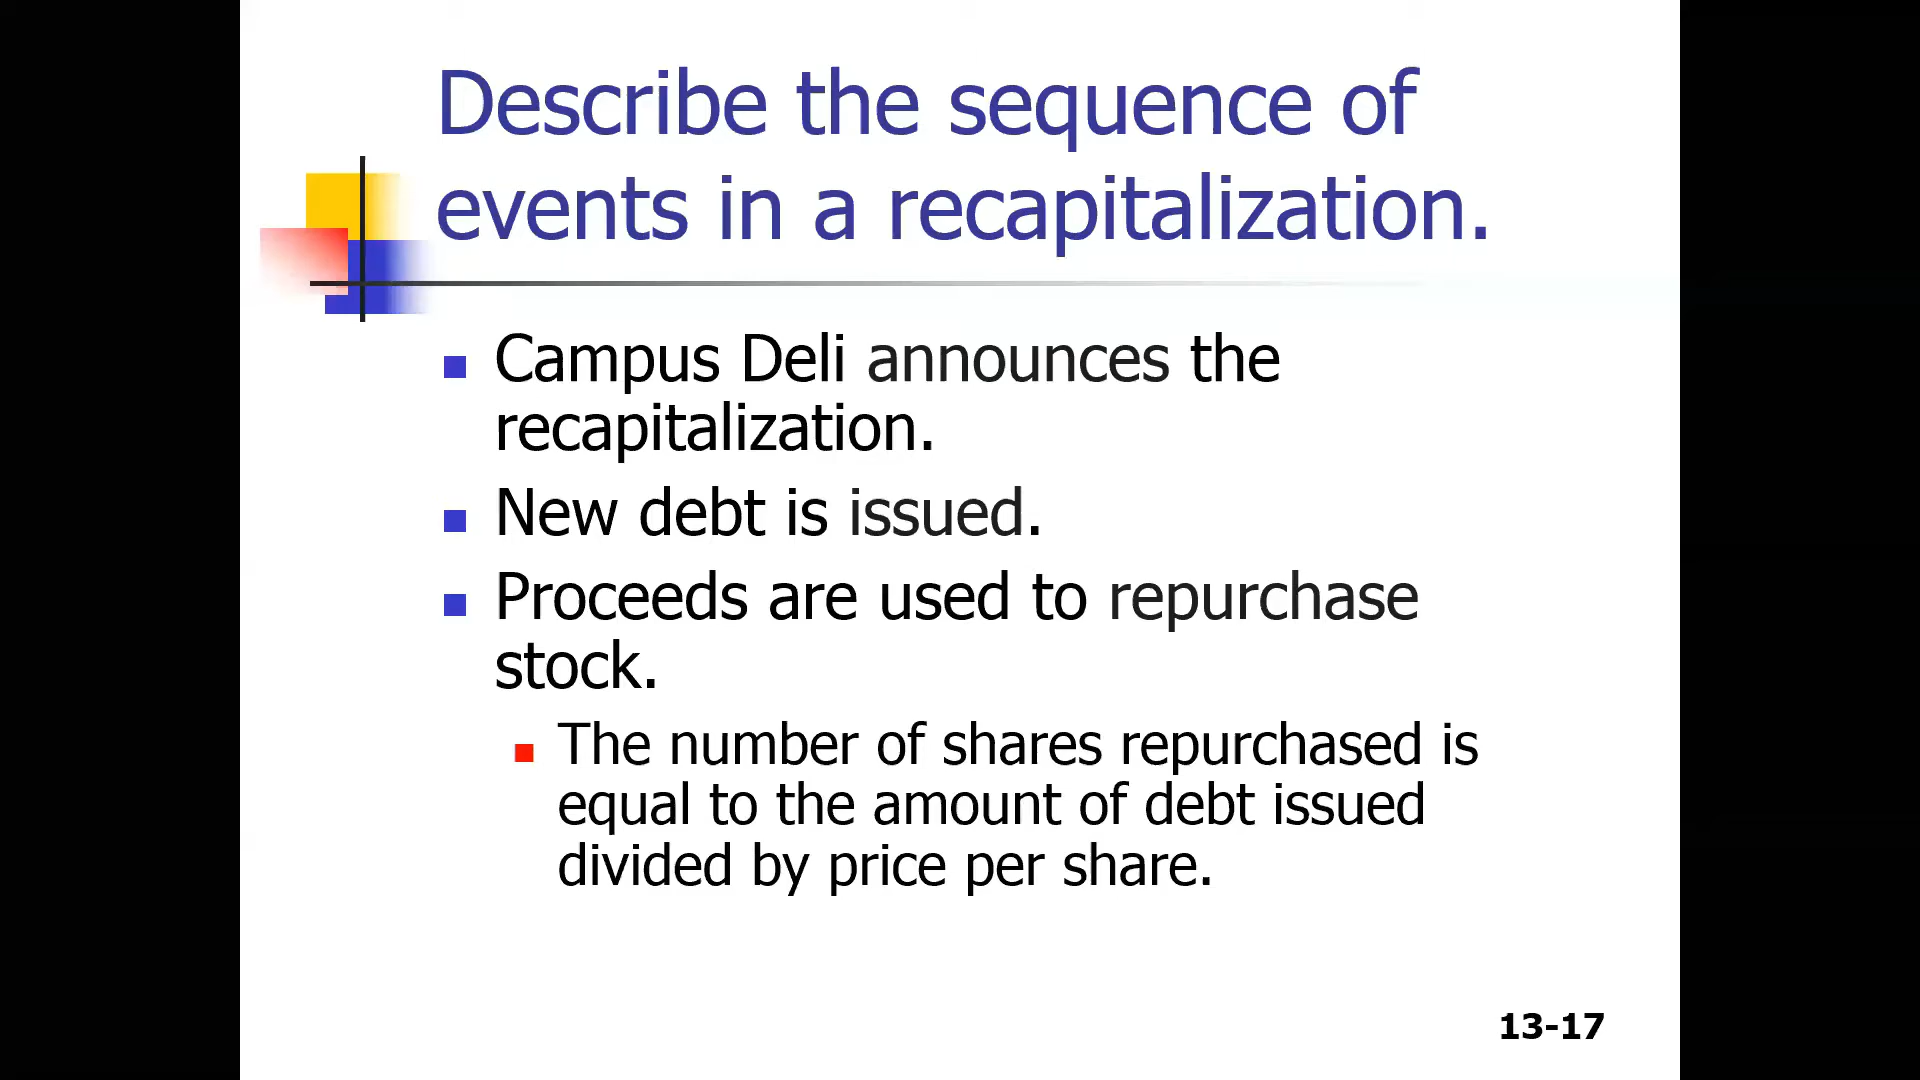 Describe the sequence of
events in a recapitalization.
Campus Deli announces the
recapitalization.
New debt is issued.
Proceeds are used to repurchase
stock.
The number of shares repurchased is
equal to the amount of debt issued
divided by price per share.
13-17